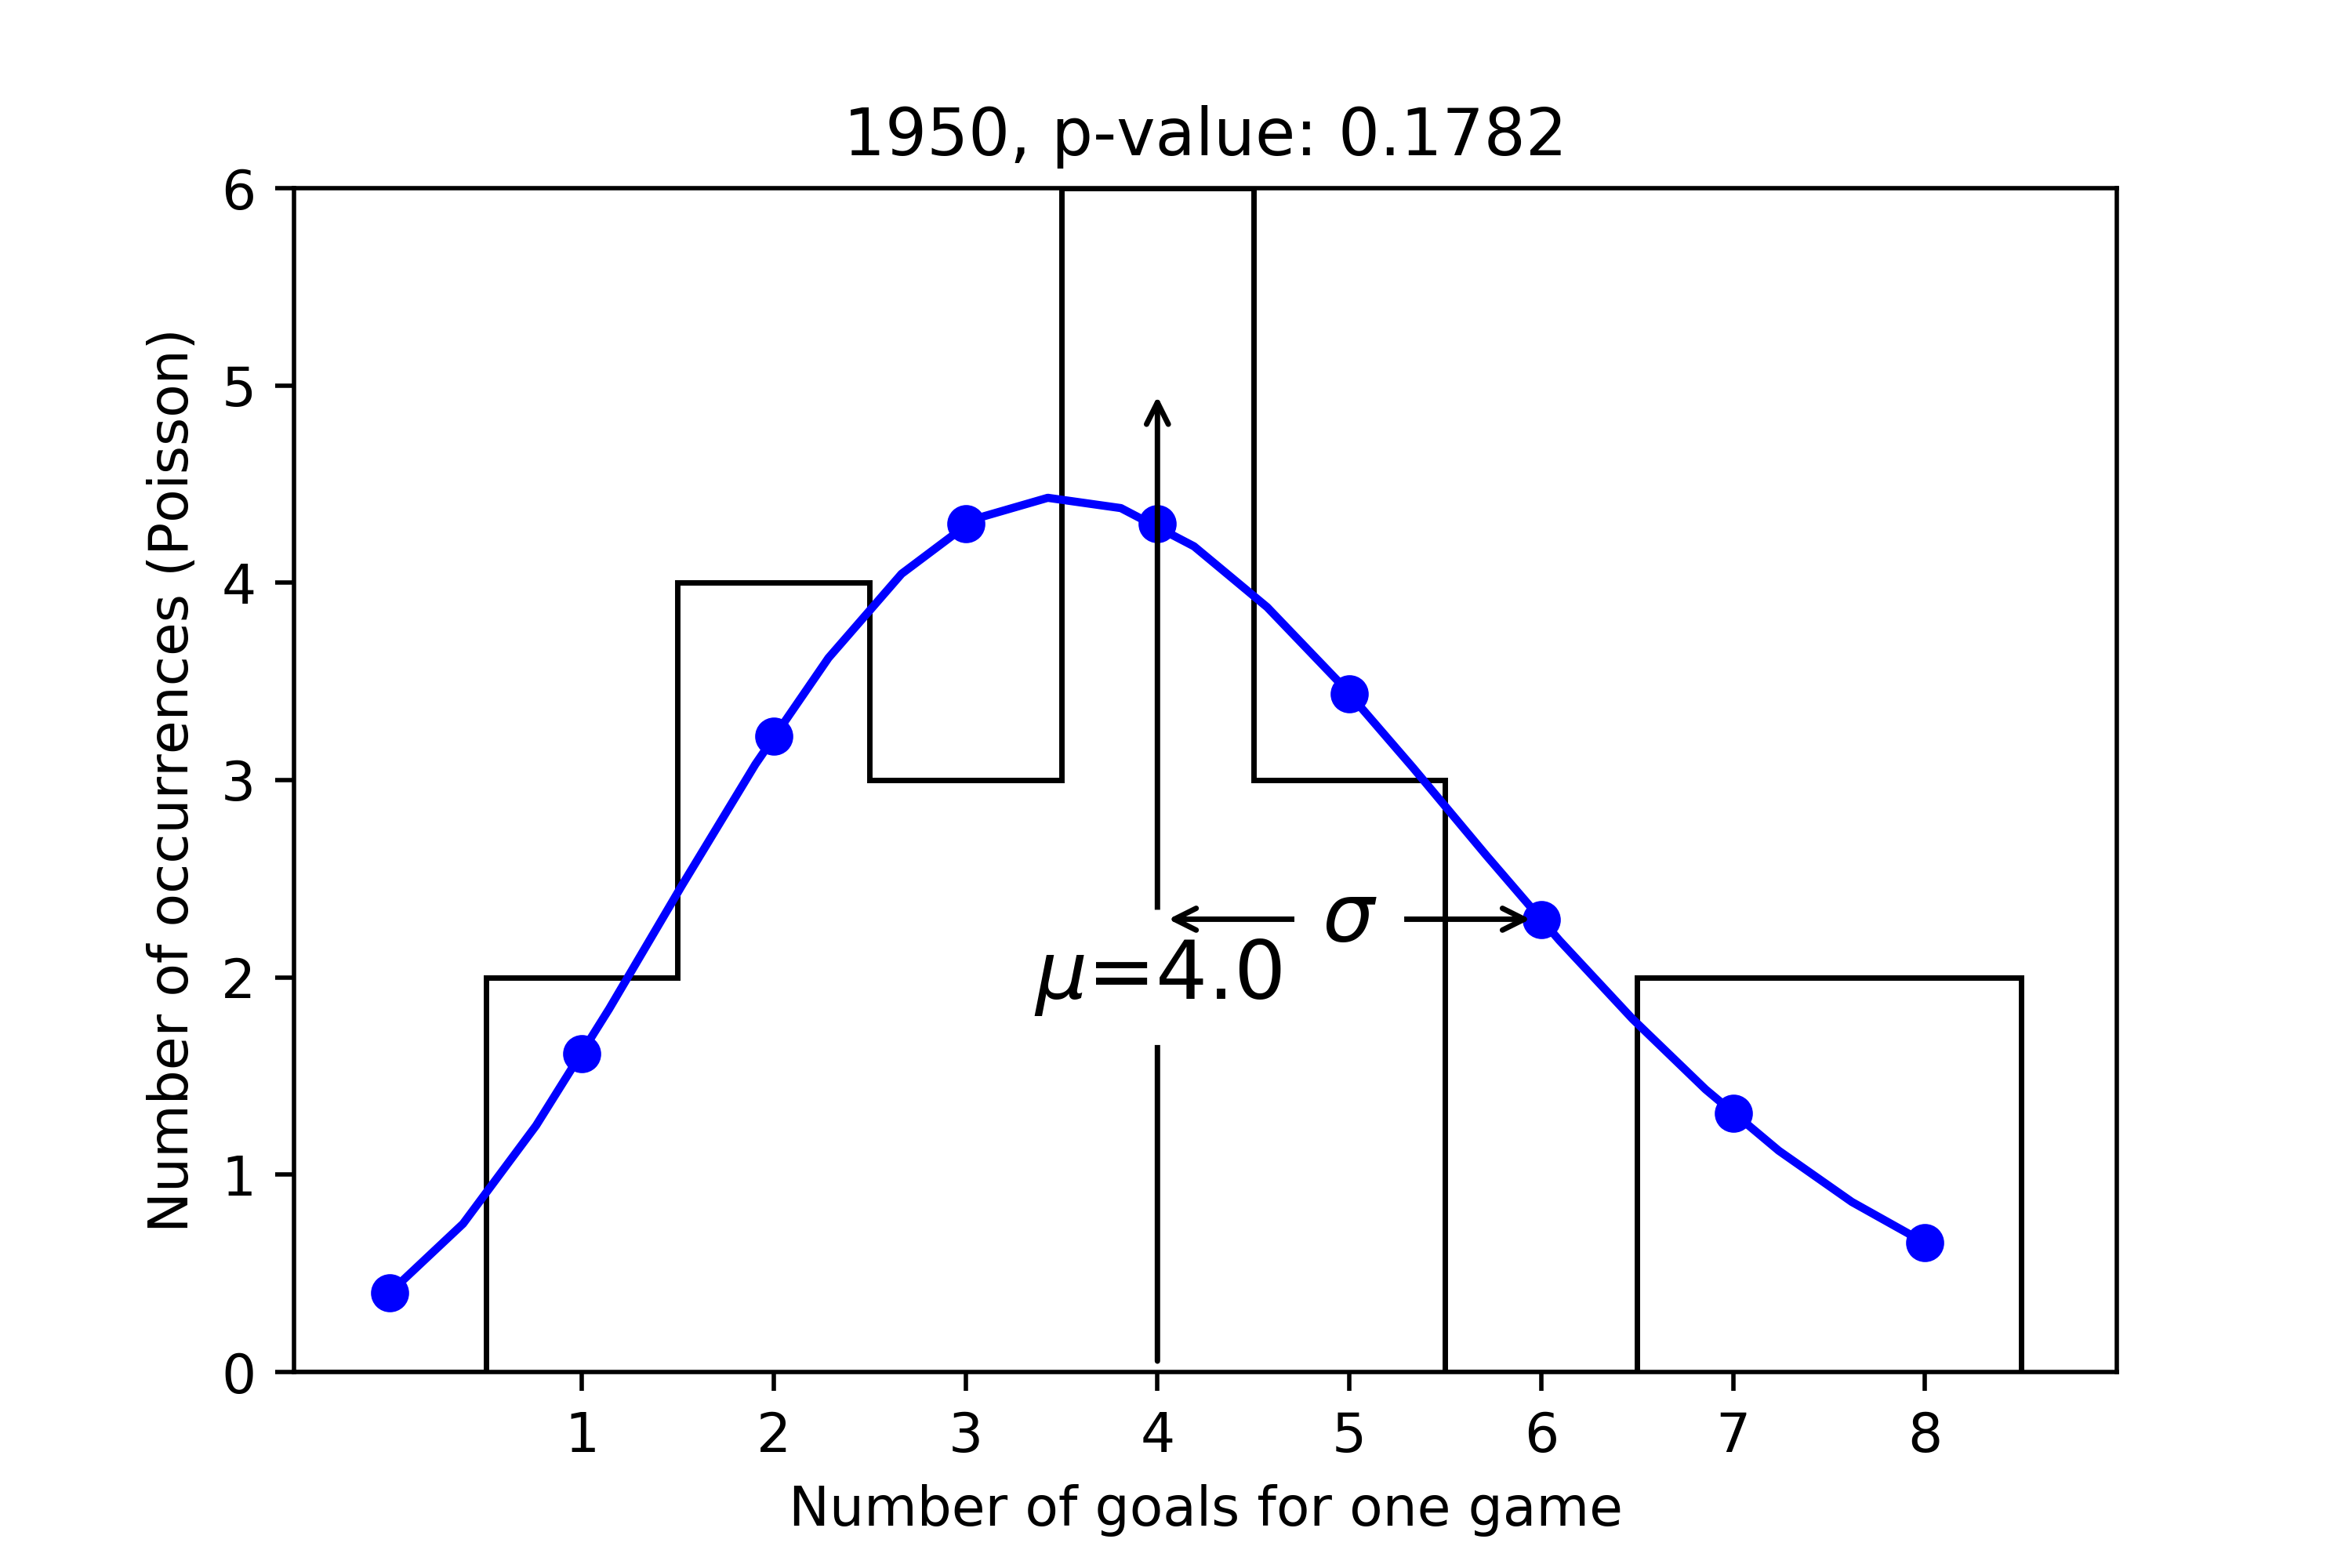 1950, p-value: 0.1782
Number of occurrences (Poisson)
6
5
4
3
2
1
0
σ
μ=4.0
1 2 3 4 5 6 7 8
Number of goals for one game